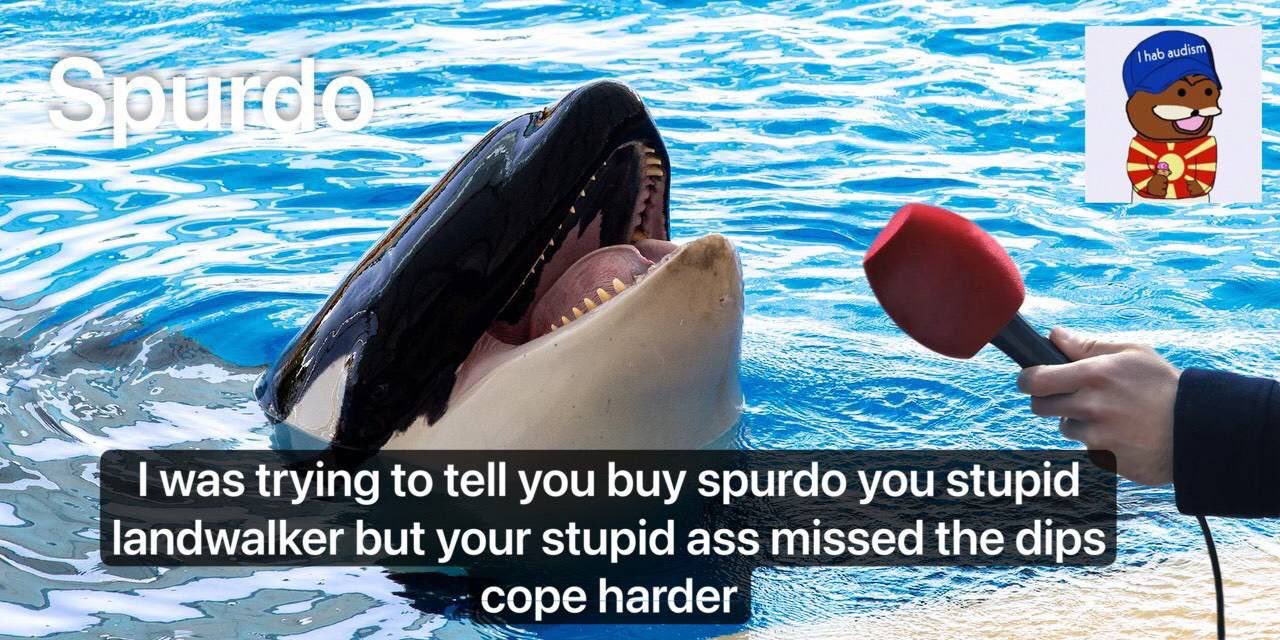 Spurdo
I hab audism
I was trying to tell you buy spurdo you stupid
landwalker but your stupid ass missed the dips
cope harder